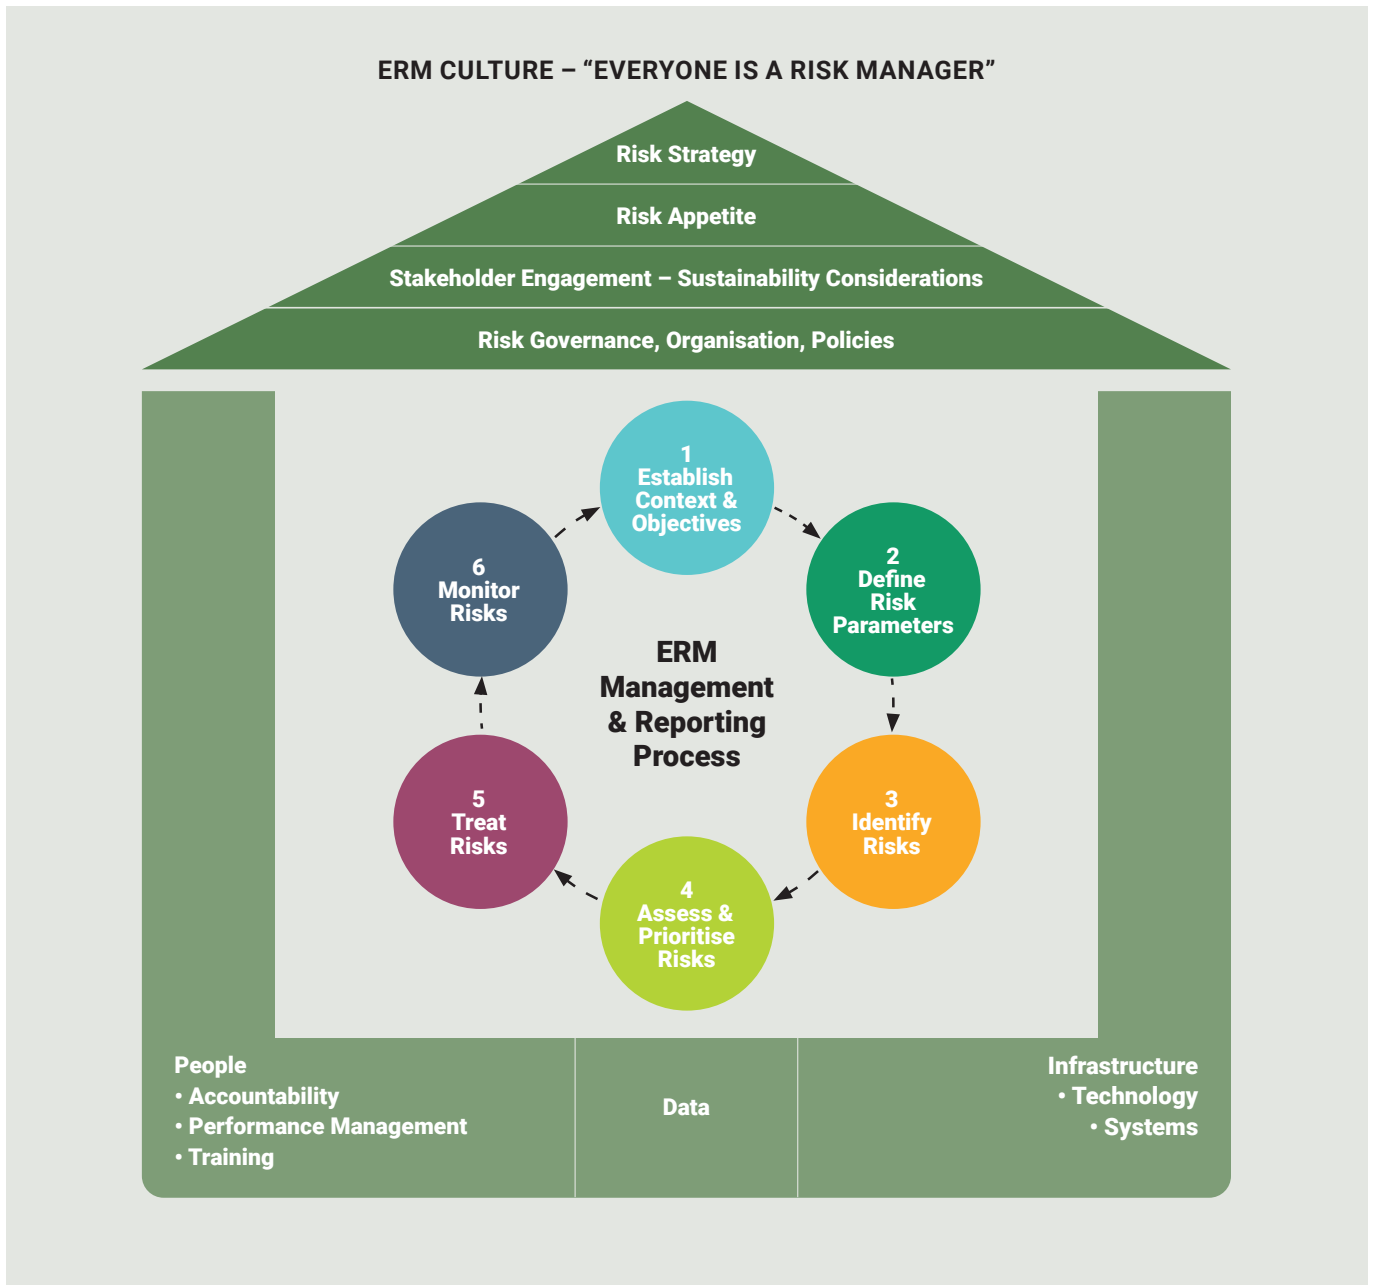 ERM CULTURE – “EVERYONE IS A RISK MANAGER”
Risk Strategy
Risk Appetite
Stakeholder Engagement – Sustainability Considerations
Risk Governance, Organisation, Policies
1
Establish
Context &
Objectives
2
Define
Risk
Parameters
3
Identify
Risks
4
Assess &
Prioritise
Risks
5
Treat
Risks
6
Monitor
Risks
ERM
Management
& Reporting
Process
People
• Accountability
• Performance Management
• Training
Data
Infrastructure
• Technology
• Systems